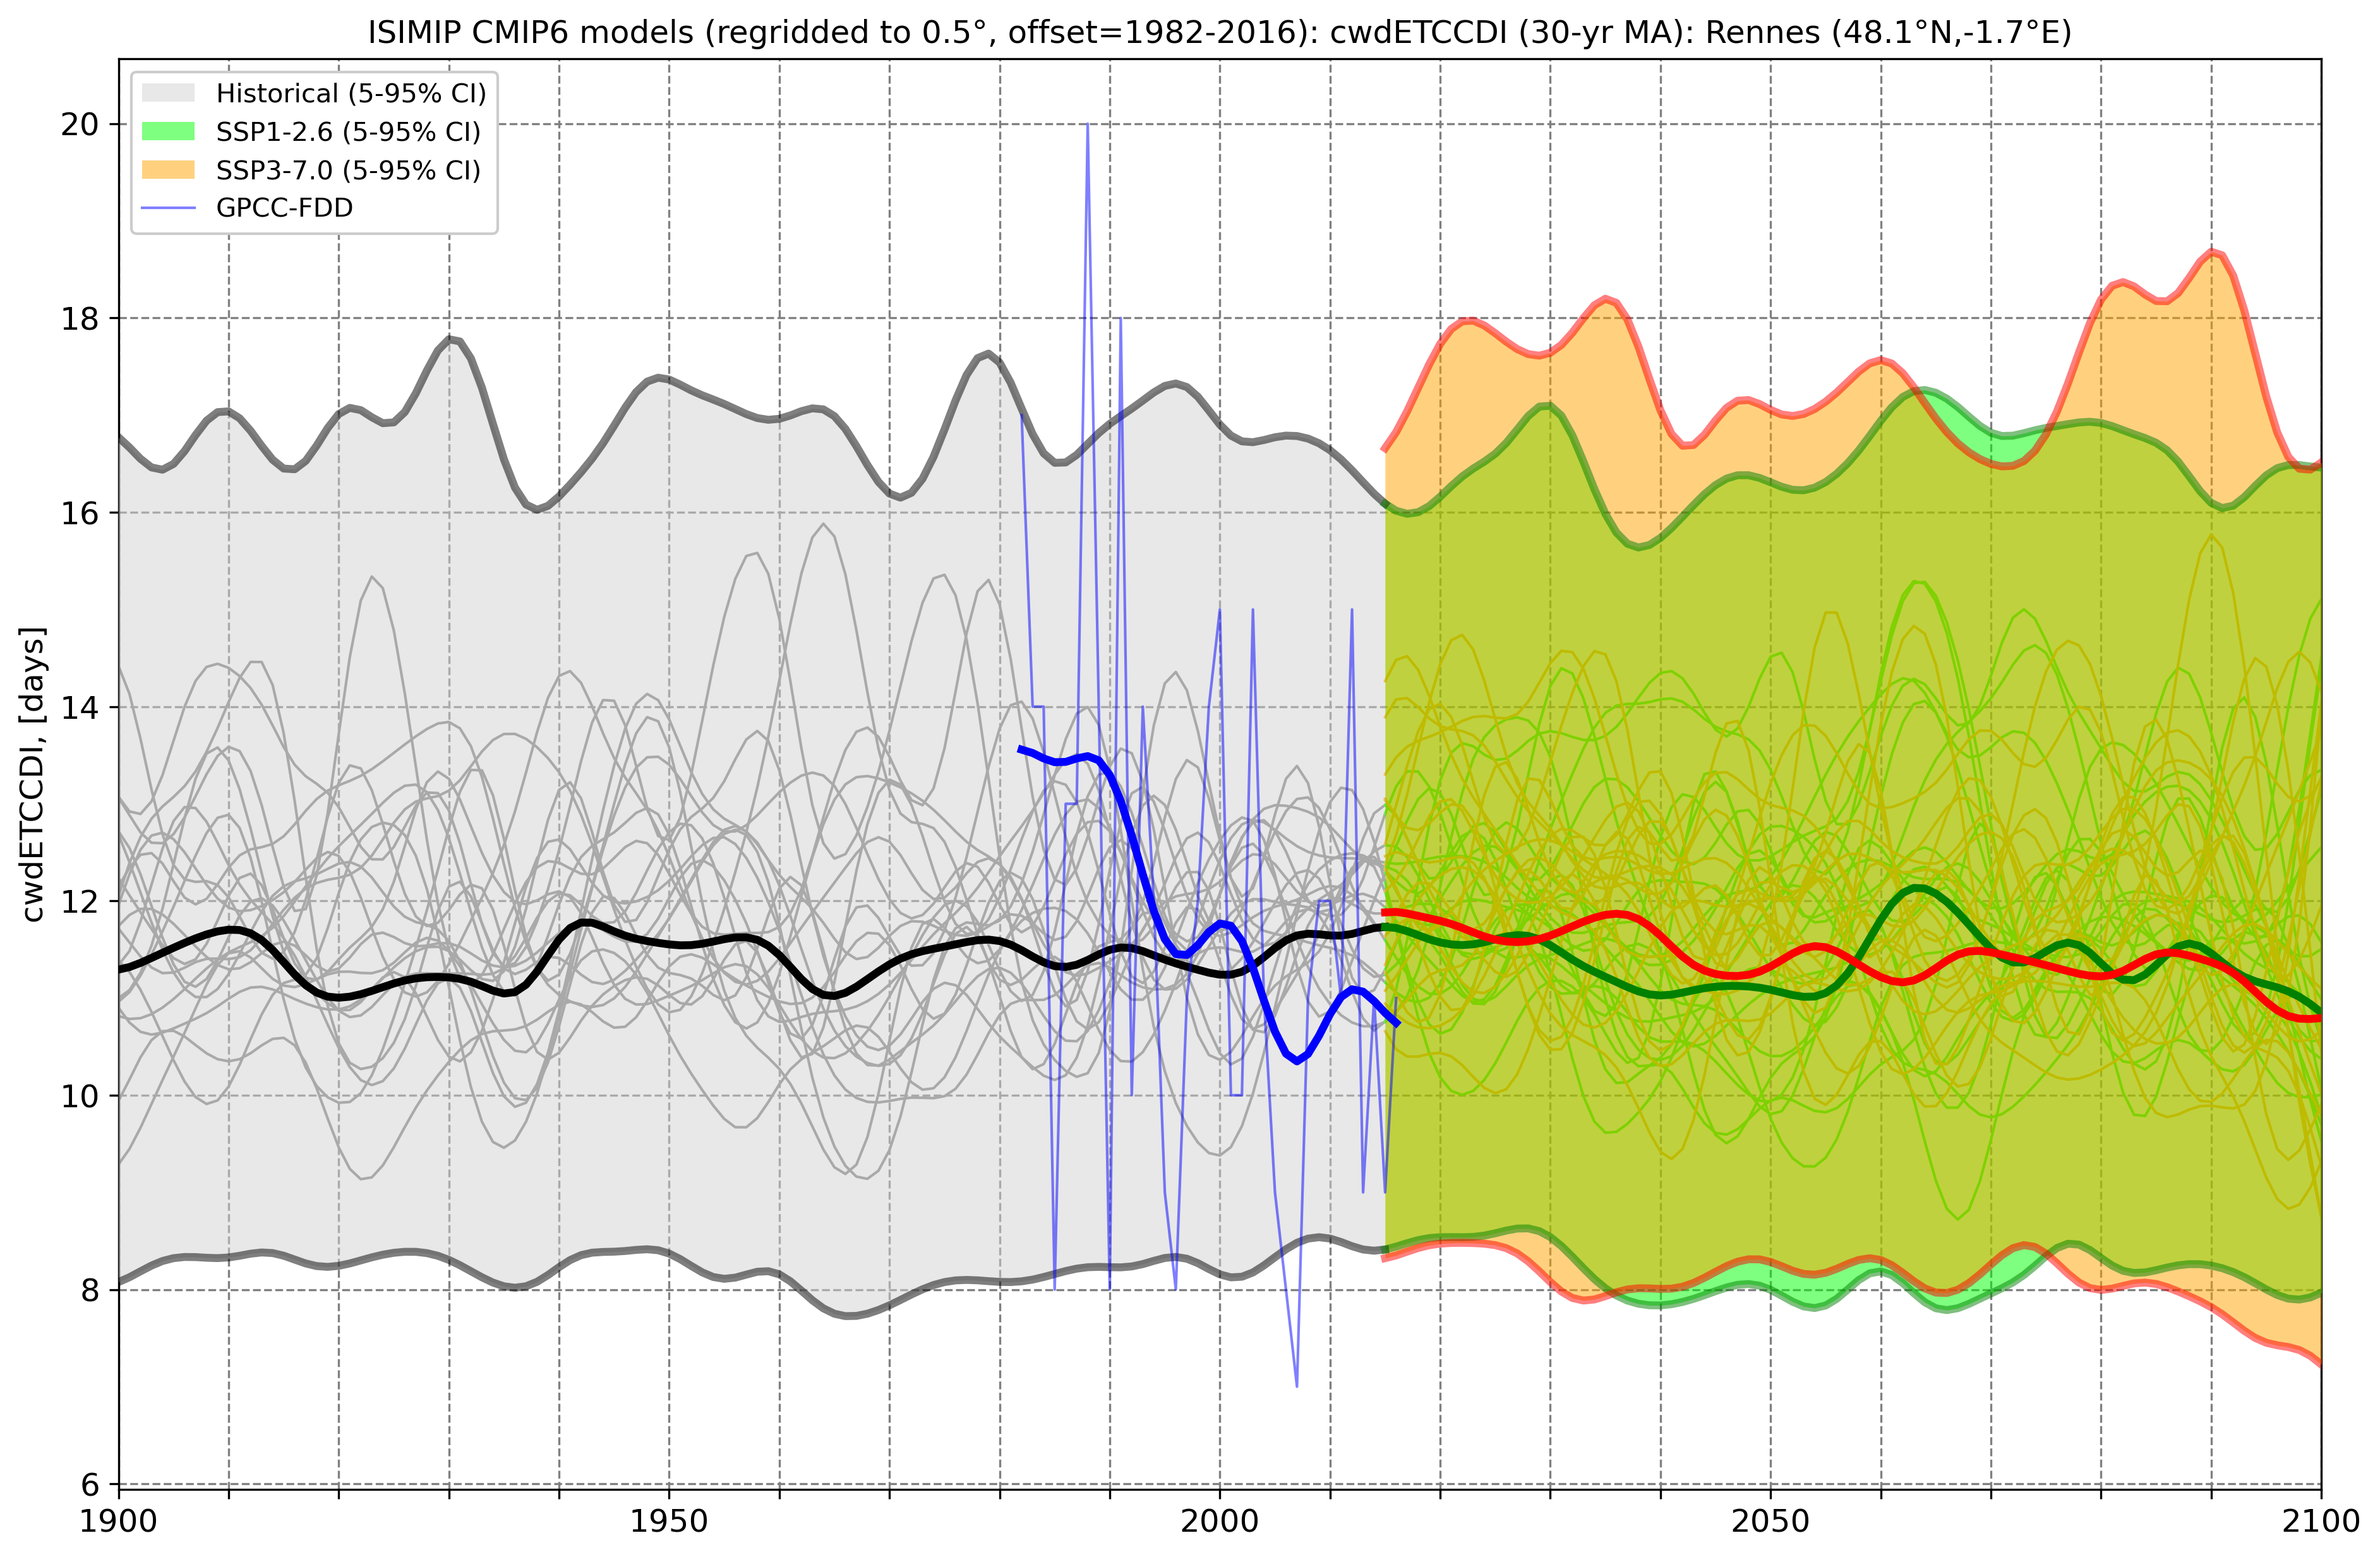 ISIMIP CMIP6 models (regridded to 0.5°, offset=1982-2016): cwdETCCDI (30-yr MA): Rennes (48.1°N,-1.7°E)
Historical (5-95% CI)
SSP1-2.6 (5-95% CI)
SSP3-7.0 (5-95% CI)
GPCC-FDD
cwdETCCDI, [days]
20
18
16
14
12
10
8
6
1900
1950
2000
2050
2100